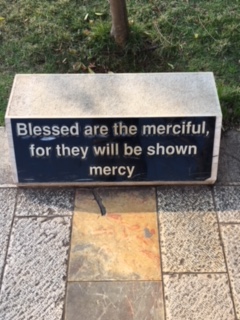 Blessed are the merciful,
for they will be shown
mercy